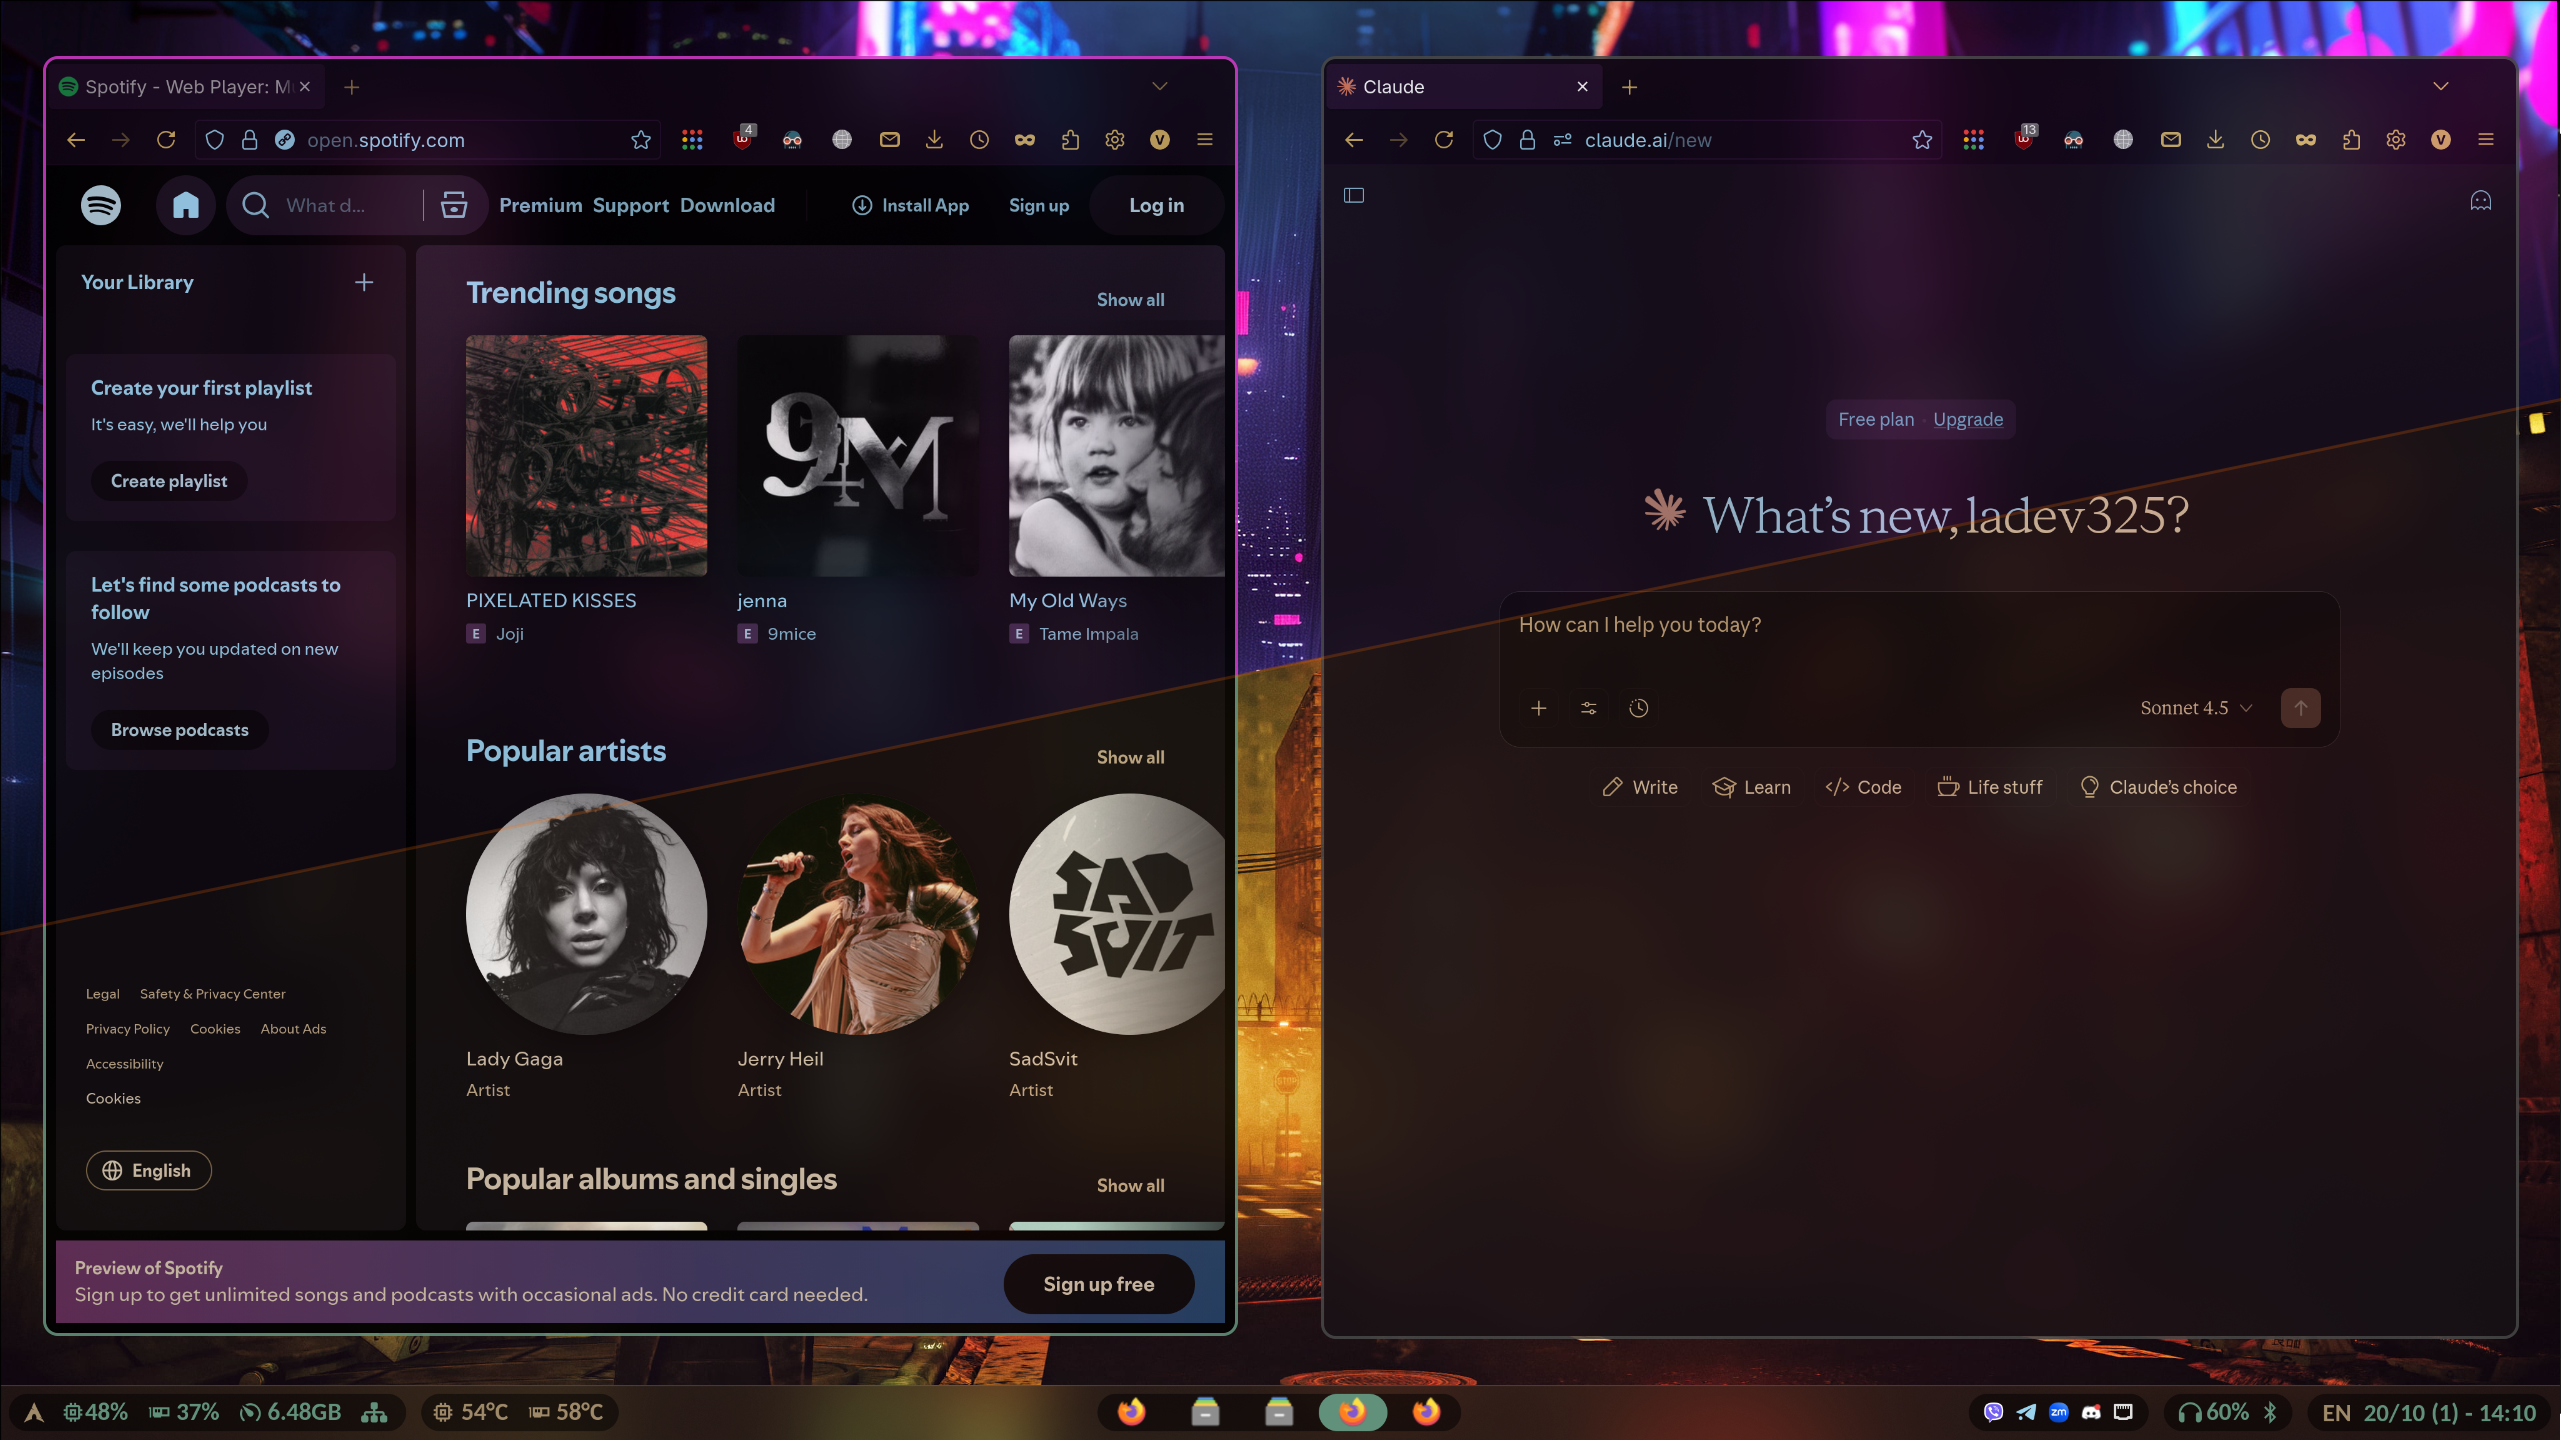 Spotify - Web Player: M
open.spotify.com
4
What d...
Premium
Support
Download
Install App
Sign up
Log in
Your Library
Create your first playlist
It's easy, we'll help you
Create playlist
Let's find some podcasts to
follow
We'll keep you updated on new
episodes
Browse podcasts
Legal
Safety & Privacy Center
Privacy Policy
Cookies
About Ads
Accessibility
Cookies
English
Trending songs
Show all
9M
PIXELATED KISSES
E Joji
jenna
E 9mice
My Old Ways
E Tame Impala
Popular artists
Show all
SAD
SVIT
Lady Gaga
Artist
Jerry Heil
Artist
SadSvit
Artist
Popular albums and singles
Show all
Preview of Spotify
Sign up to get unlimited songs and podcasts with occasional ads. No credit card needed.
Sign up free
Claude
claude.ai/new
13
V
V
Free plan · Upgrade
What's new, ladev325?
How can I help you today?
Sonnet 4.5
Write
Learn
Code
Life stuff
Claude's choice
STOP
48%
37%
6.48GB
54°C
58°C
zm
60%
EN
20/10 (1) - 14:10